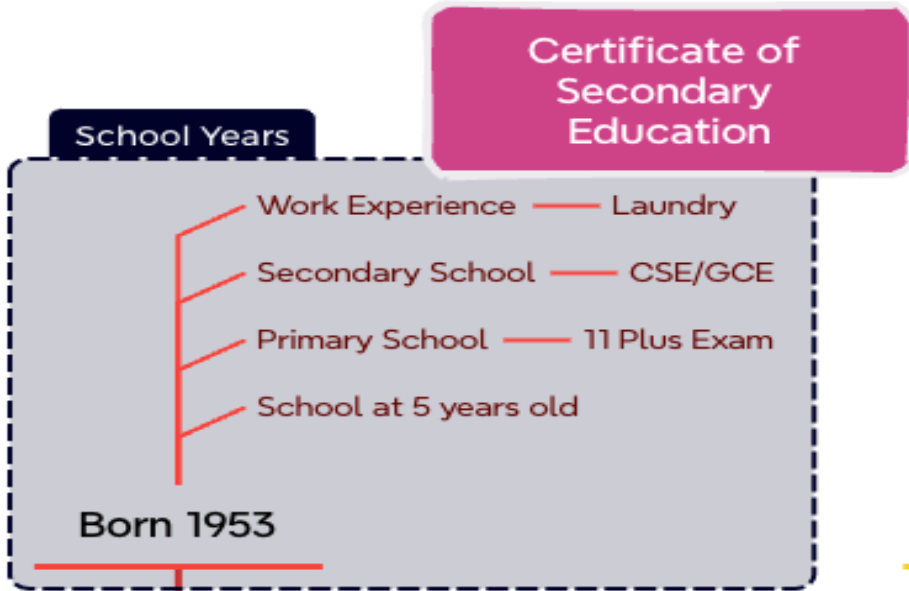 Certificate of
Secondary
Education
School Years
Work Experience Laundry
Secondary School CSE/GCE
Primary School 11 Plus Exam
School at 5 years old
Born 1953